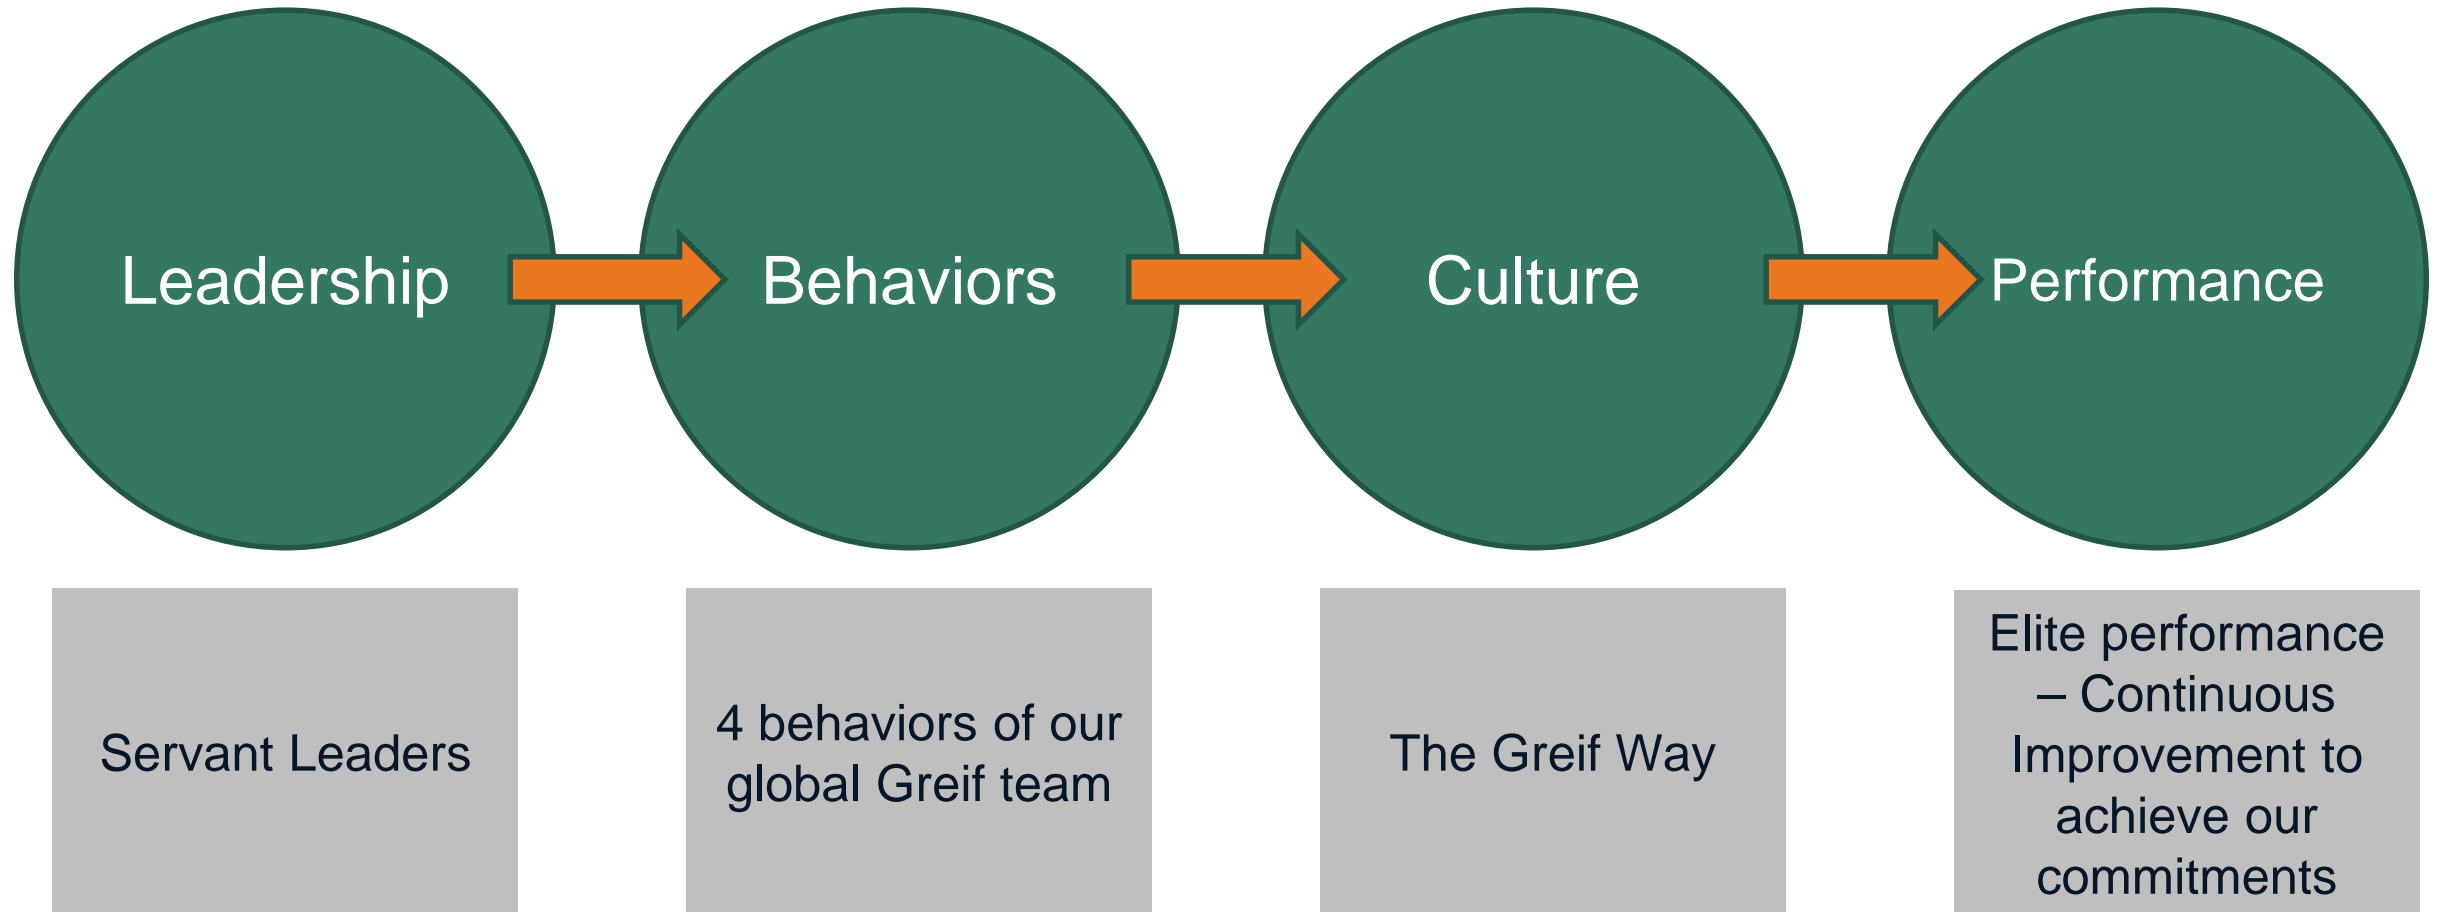 Leadership
Behaviors
Culture
Performance
Servant Leaders
4 behaviors of our
global Greif team
The Greif Way
Elite performance
– Continuous
Improvement to
achieve our
commitments